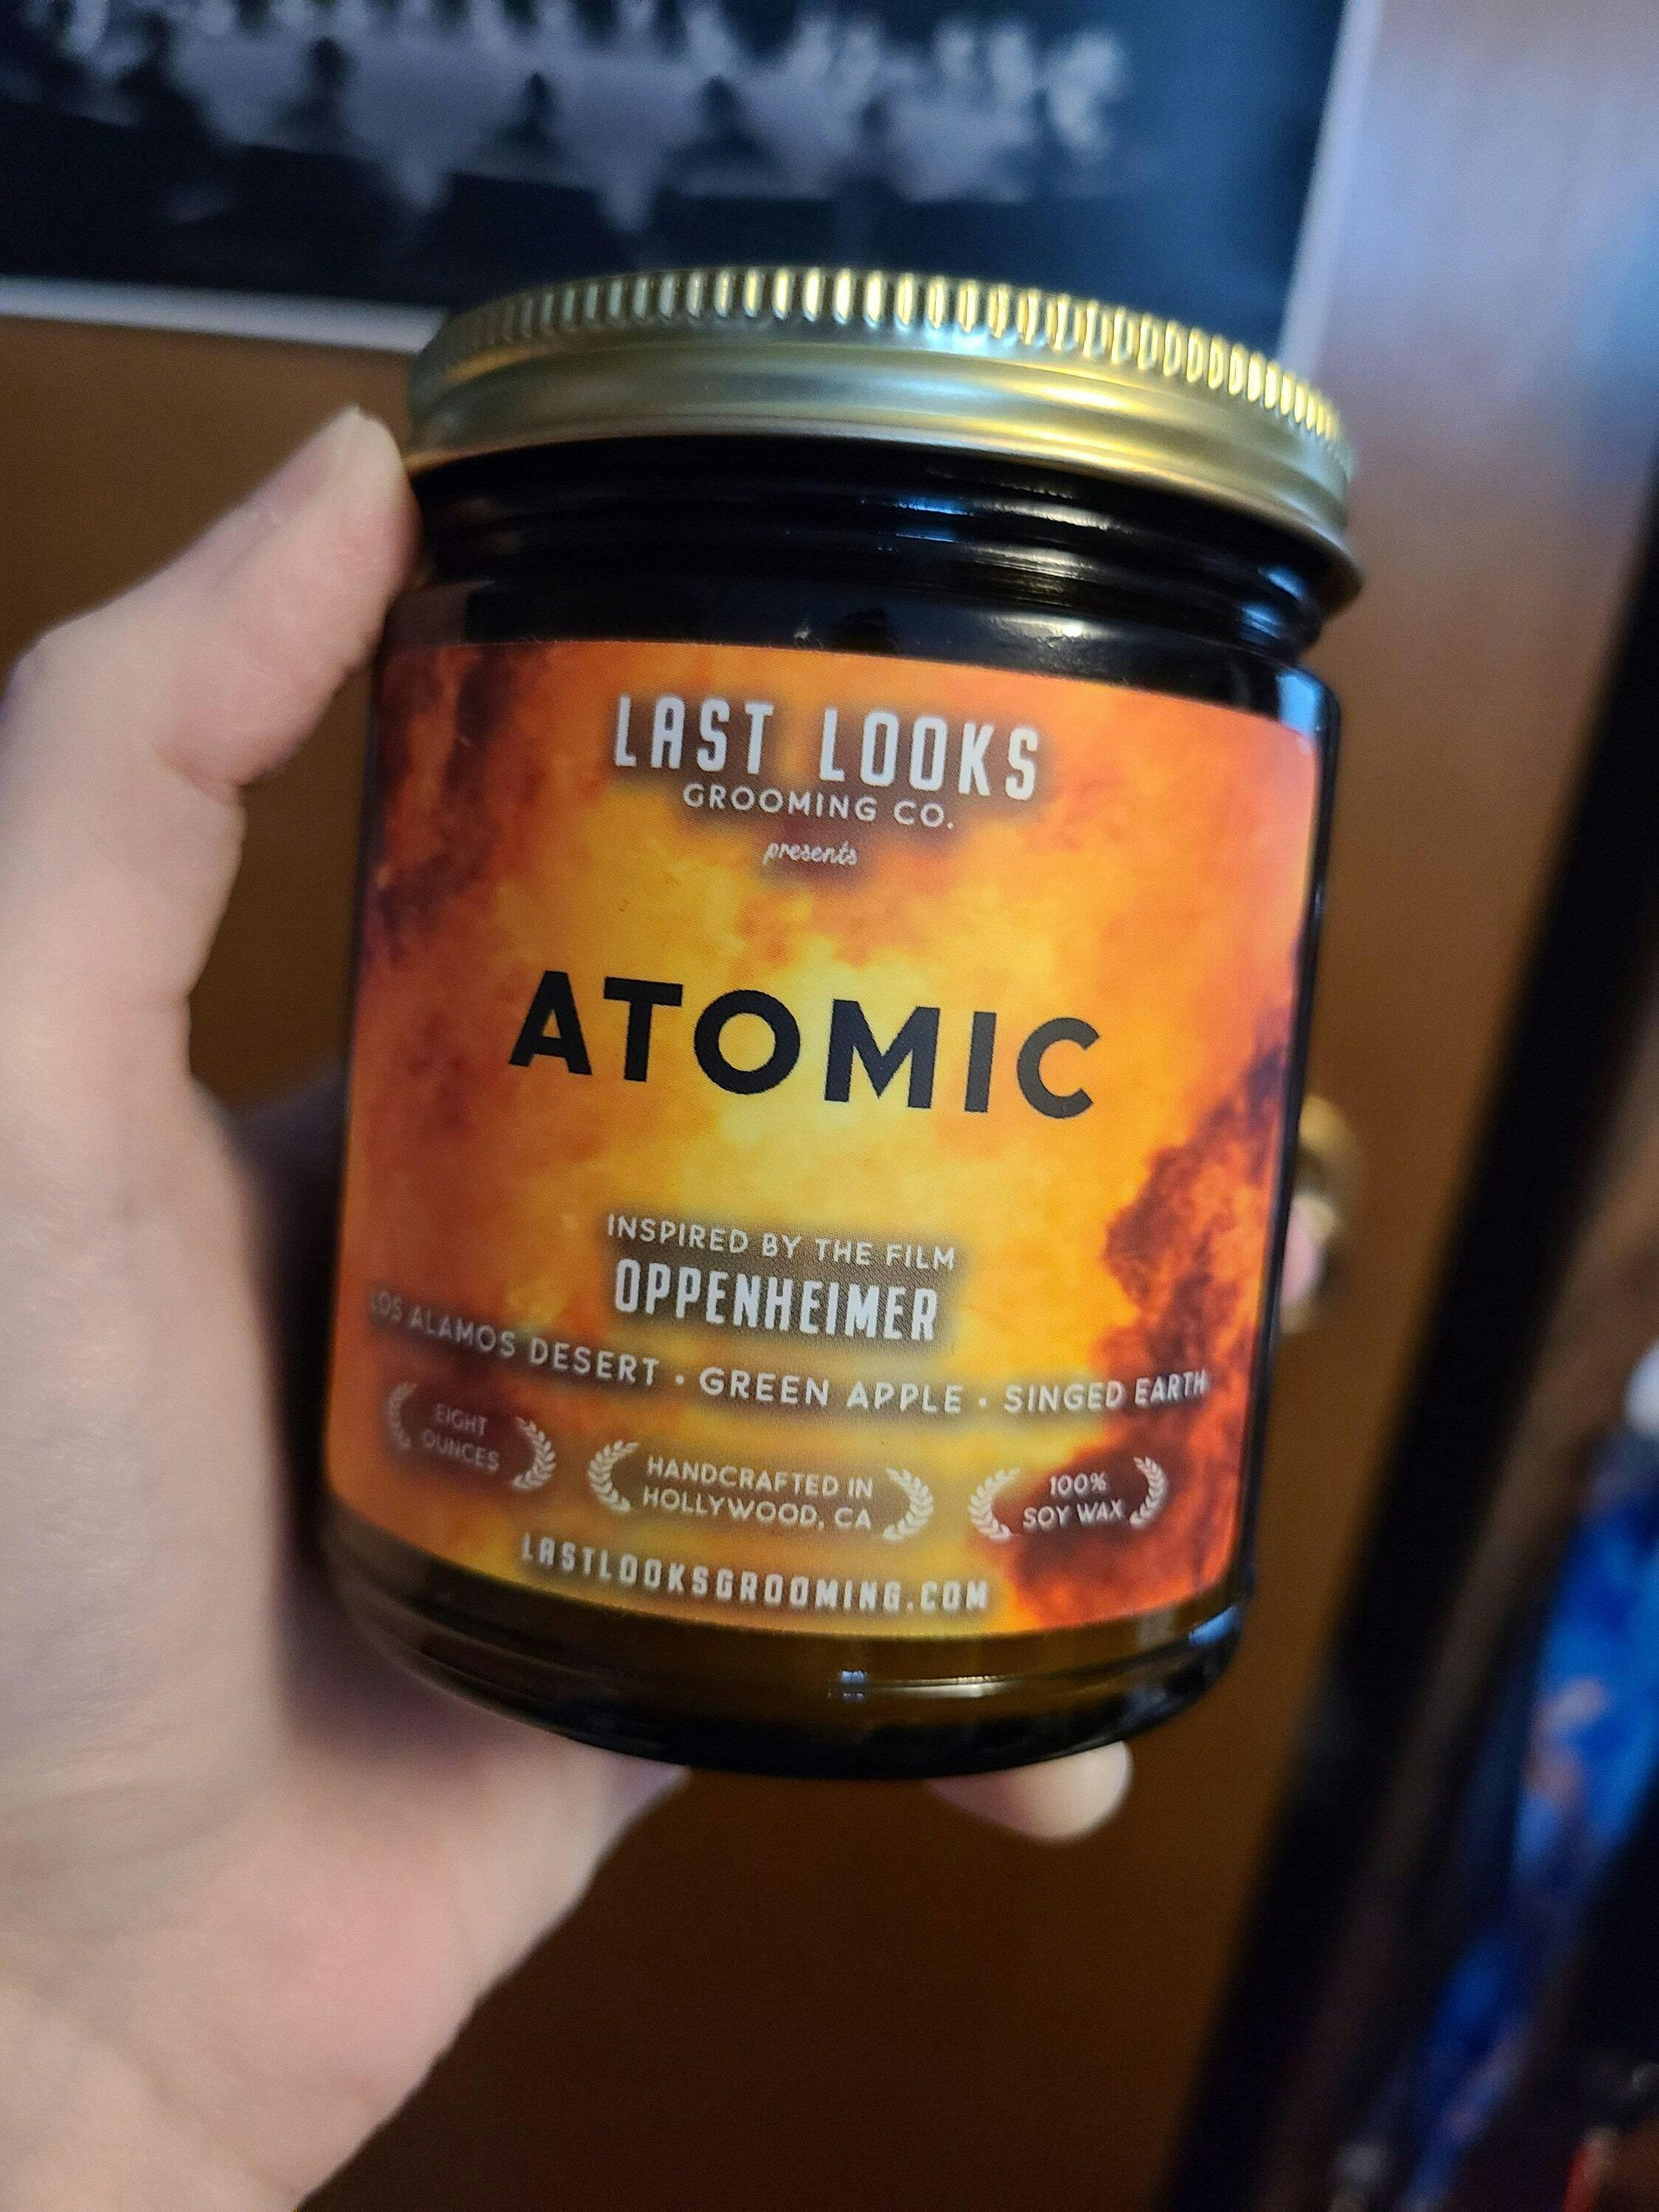 LAST LOOKS
GROOMING CO.
presents
ATOMIC
INSPIRED BY THE FILM
OPPENHEIMER
LOS ALAMOS DESERT · GREEN APPLE · SINGED EARTH
EIGHT
OUNCES
HANDCRAFTED IN
HOLLYWOOD, CA
100%
SOY WAX
LASTLOOKSGROOMING.COM